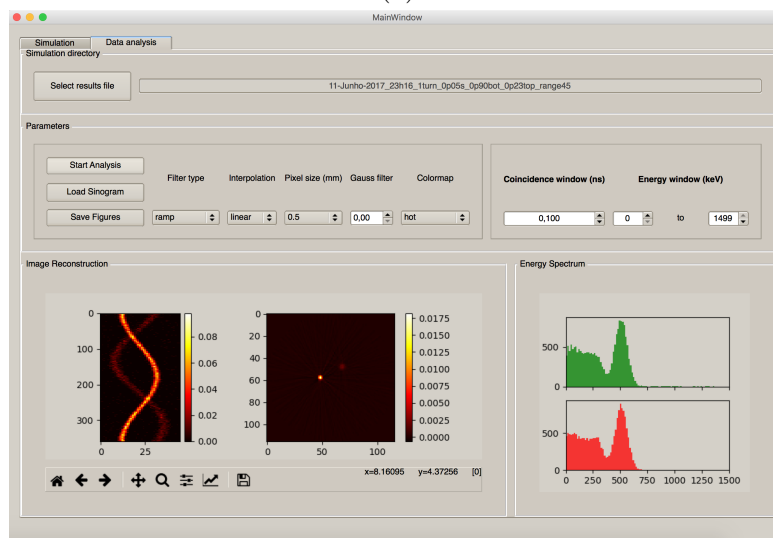 MainWindow
Simulation
Data analysis
Simulation directory
Select results file
11-Junho-2017_23h16_1turn_0p05s_0p90bot_0p23top_range45
Parameters
Start Analysis
Load Sinogram
Save Figures
Filter type
Interpolation
Pixel size (mm)
Gauss filter
Colormap
ramp
linear
0.5
0,00
hot
Coincidence window (ns)
Energy window (keV)
0,100
0
to
1499
Image Reconstruction
0
100
200
300
0
25
0.08
0.06
0.04
0.02
0.00
0
20
40
60
80
100
0
50
100
0.0175
0.0150
0.0125
0.0100
0.0075
0.0050
0.0025
0.0000
x=8.16095 y=4.37256 [0]
Energy Spectrum
500
0
500
0
0 250 500 750 1000 1250 1500